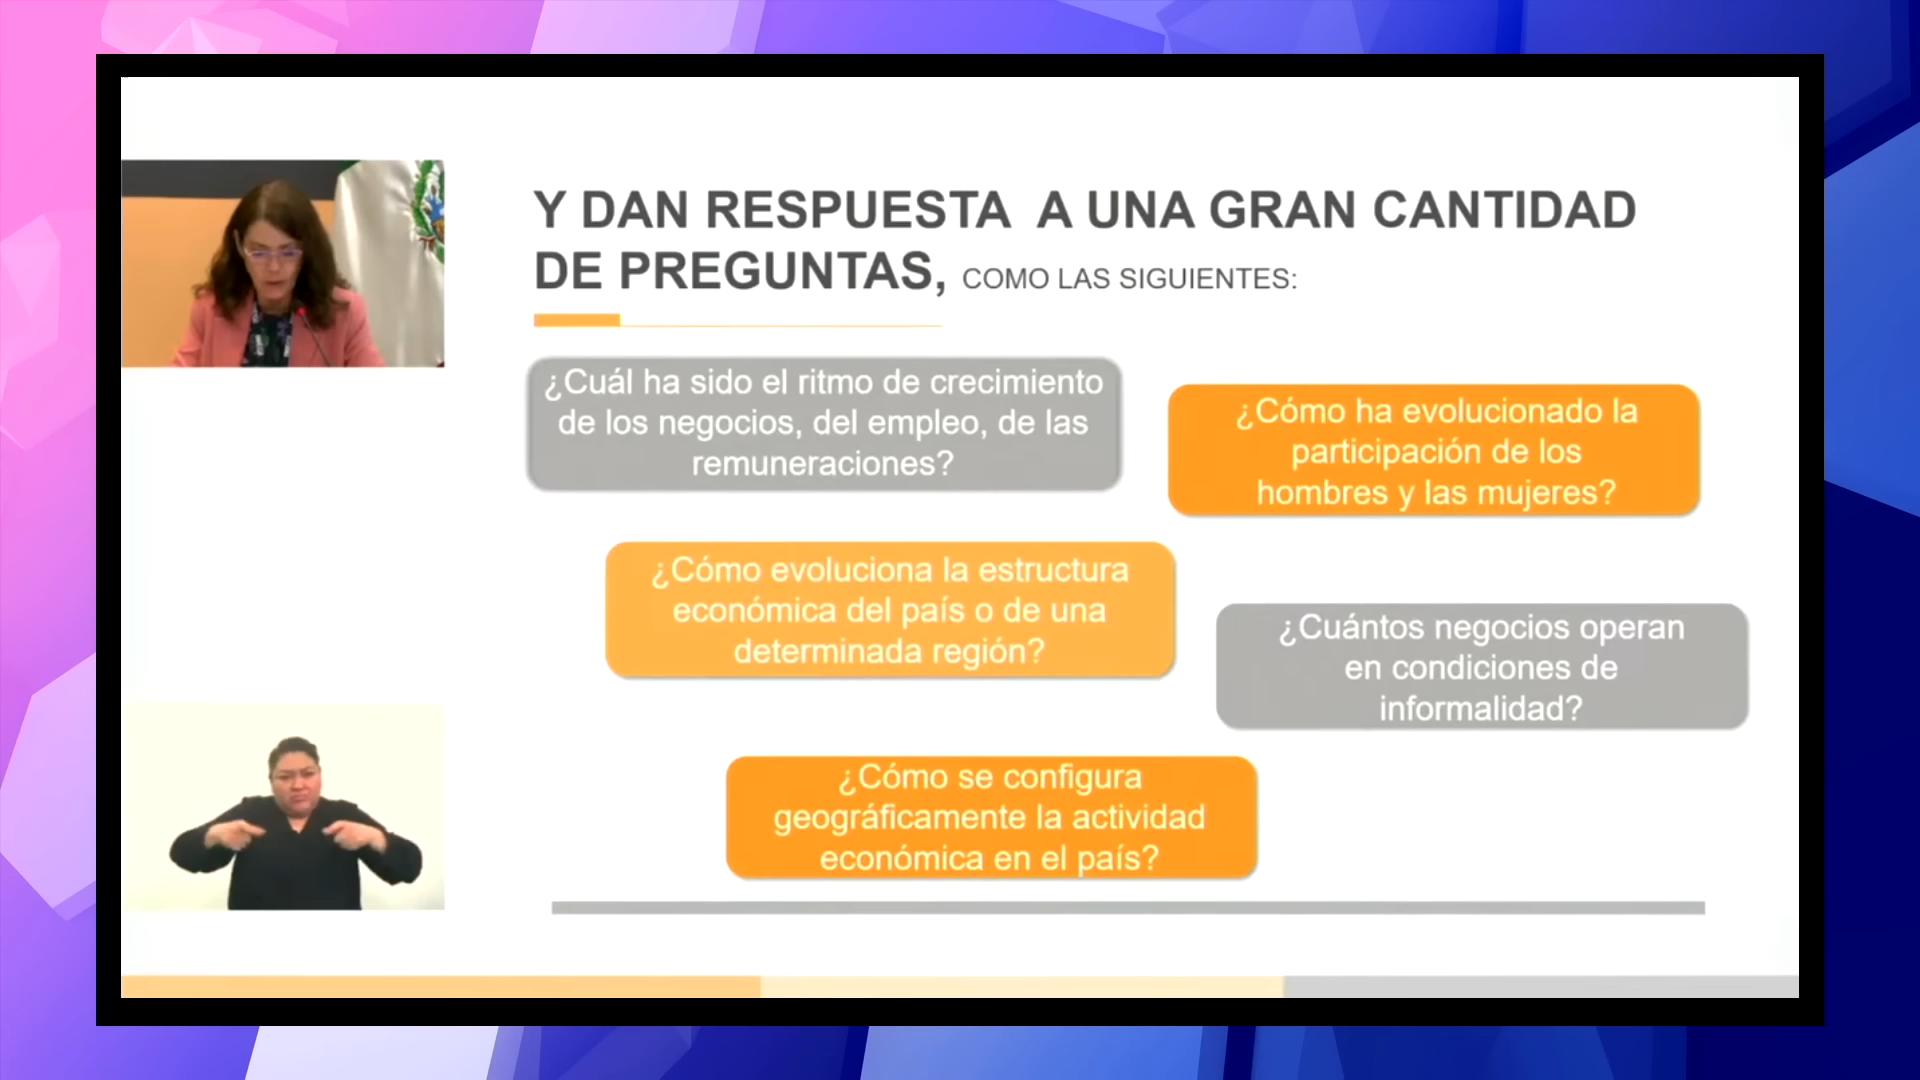 Y DAN RESPUESTA A UNA GRAN CANTIDAD
DE PREGUNTAS, COMO LAS SIGUIENTES:
¿Cuál ha sido el ritmo de crecimiento
de los negocios, del empleo, de las
remuneraciones?
¿Cómo ha evolucionado la
participación de los
hombres y las mujeres?
¿Cómo evoluciona la estructura
económica del país o de una
determinada región?
¿Cuántos negocios operan
en condiciones de
informalidad?
¿Cómo se configura
geográficamente la actividad
económica en el país?